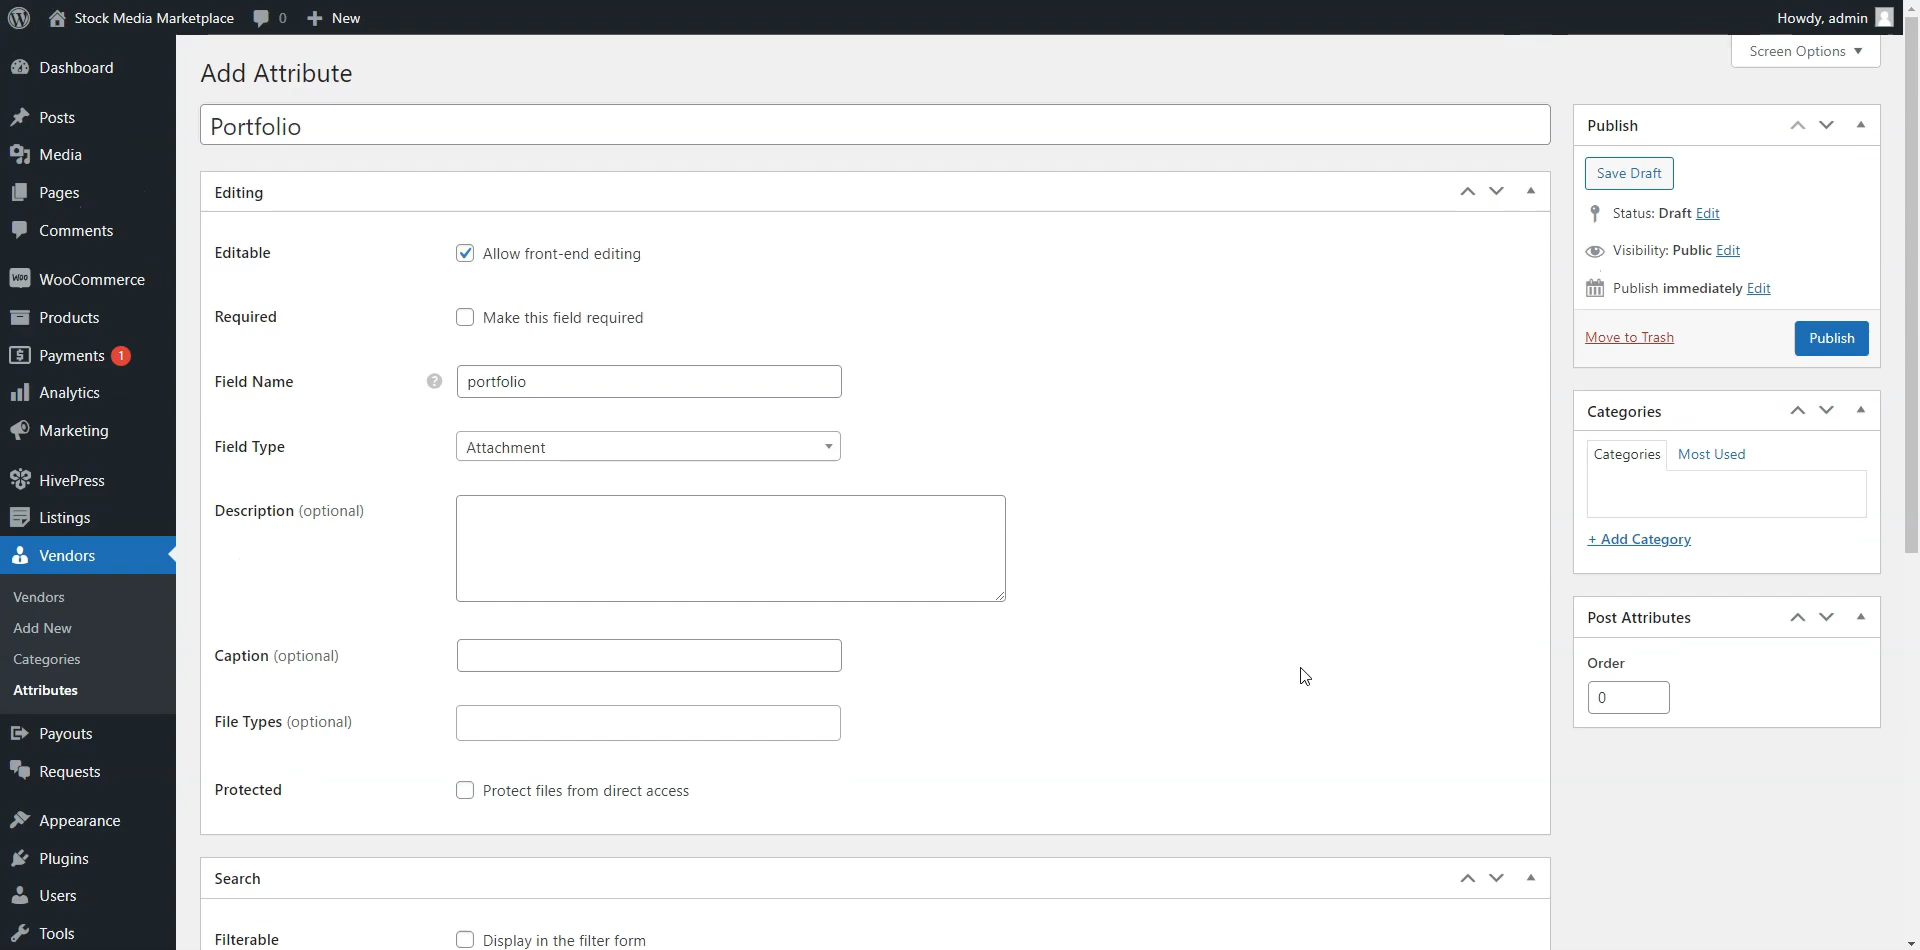 Stock Media Marketplace
0
New
Howdy, admin
Screen Options
Dashboard
Posts
Media
Pages
Comments
WooCommerce
Products
Payments 1
Analytics
Marketing
HivePress
Listings
Vendors
Vendors
Add New
Categories
Attributes
Payouts
Requests
Appearance
Plugins
Users
Tools
Add Attribute
Portfolio
Editing
Editable
Allow front-end editing
Required
Make this field required
Field Name
?
portfolio
Field Type
Attachment
Description (optional)
Caption (optional)
File Types (optional)
Protected
Protect files from direct access
Search
Filterable
Display in the filter form
Publish
Save Draft
Status: Draft Edit
Visibility: Public Edit
Publish immediately Edit
Move to Trash
Publish
Categories
Categories
Most Used
+ Add Category
Post Attributes
Order
0